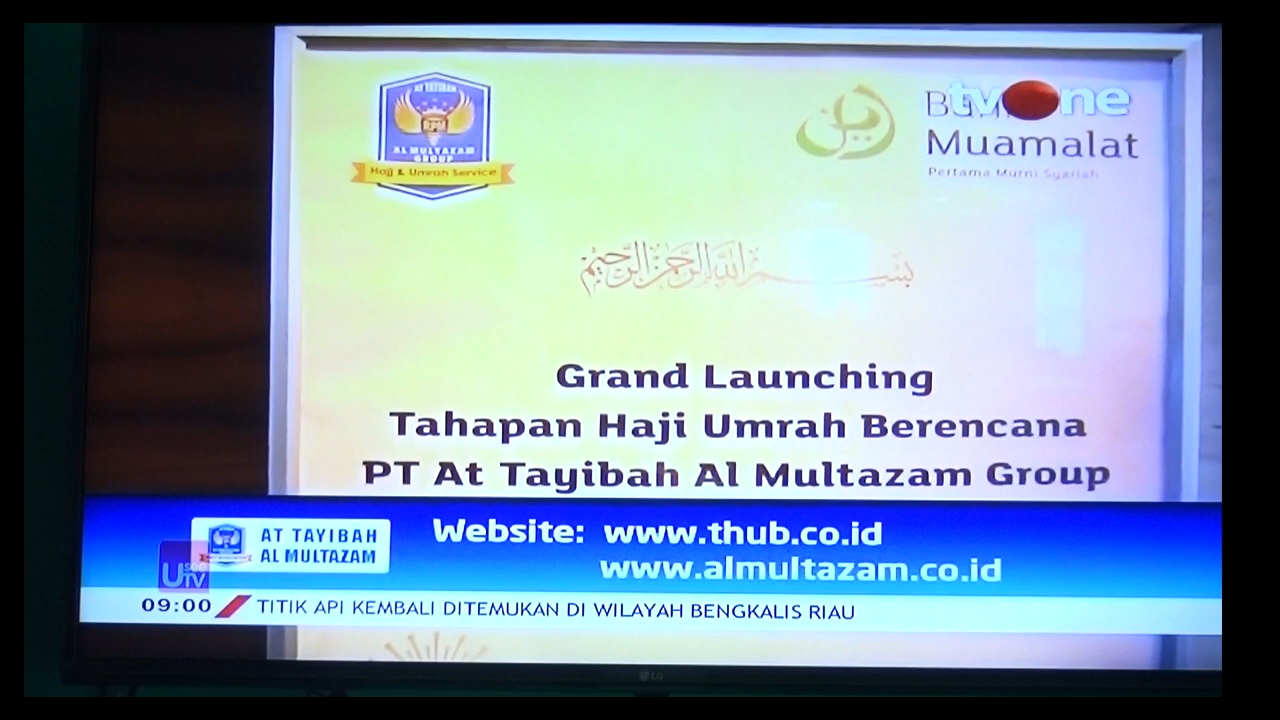 AT TAYIBAH
RPM
AL MULTAZAM
GROUP
Hajj & Umrah Service
tvOne
Muamalat
Pertama Murni Syariah
بسم الله الرحمن الرحيم
Grand Launching
Tahapan Haji Umrah Berencana
PT At Tayibah Al Multazam Group
AT TAYIBAH
AL MULTAZAM
Website: www.thub.co.id
www.almultazam.co.id
UseeTV
09:00 TITIK API KEMBALI DITEMUKAN DI WILAYAH BENGKALIS RIAU
LG